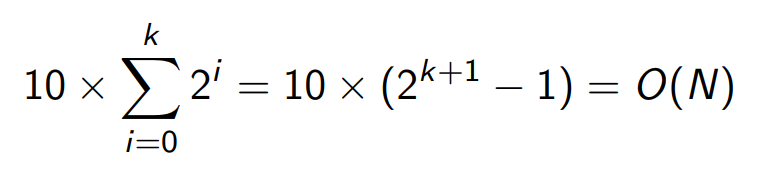 10 × ∑_{i=0}^{k} 2^i = 10 × (2^{k+1} − 1) = O(N)